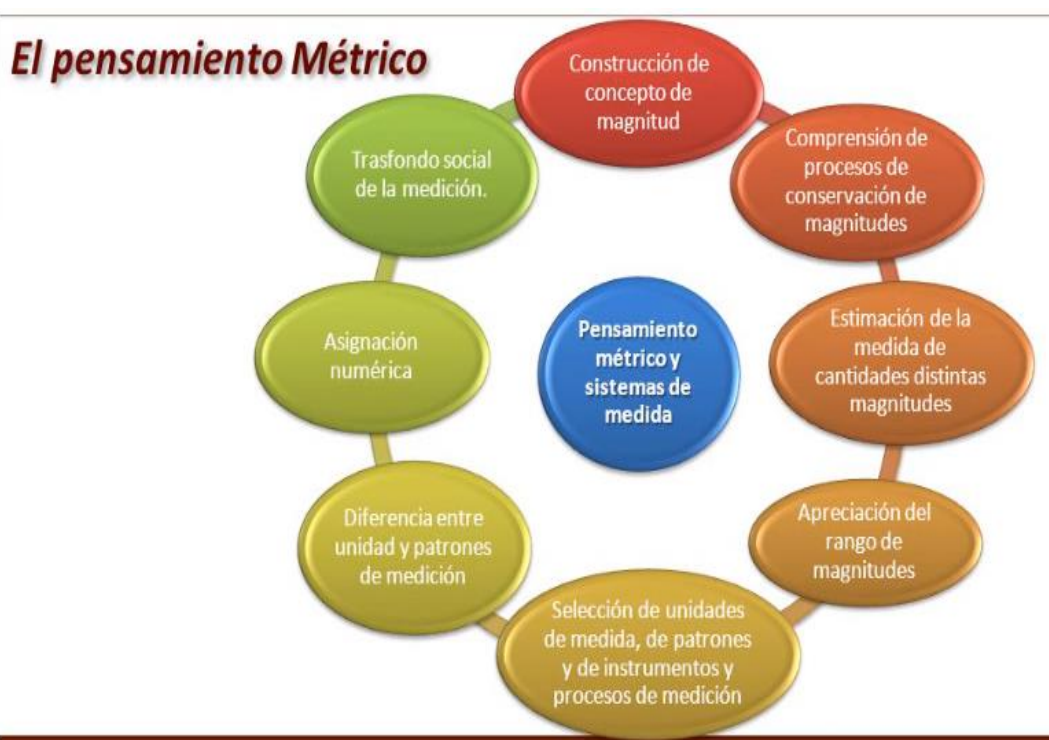 El pensamiento Métrico
Construcción de
concepto de
magnitud
Comprensión de
procesos de
conservación de
magnitudes
Estimación de la
medida de
cantidades distintas
magnitudes
Apreciación del
rango de
magnitudes
Selección de unidades
de medida, de patrones
y de instrumentos y
procesos de medición
Diferencia entre
unidad y patrones
de medición
Asignación
numérica
Trasfondo social
de la medición.
Pensamiento
métrico y
sistemas de
medida